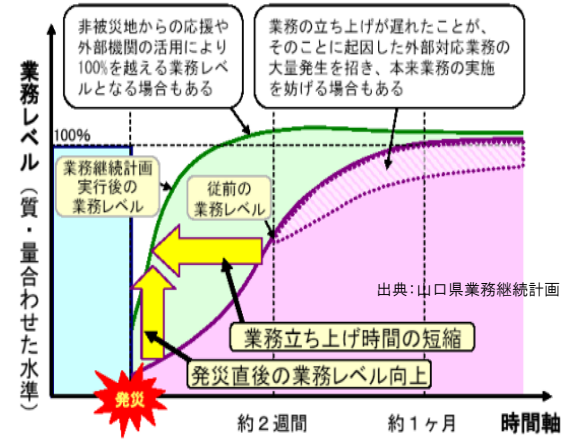 非被災地からの応援や
外部機関の活用により
100%を越える業務レベ
ルとなる場合もある
業務の立ち上げが遅れたことが、
そのことに起因した外部対応業務の
大量発生を招き、本来業務の実施
を妨げる場合もある
業務レベル（質・量合わせた水準）
100%
業務継続計画
実行後の
業務レベル
従前の
業務レベル
出典：山口県業務継続計画
業務立ち上げ時間の短縮
発災直後の業務レベル向上
発災
約２週間
約１ヶ月
時間軸